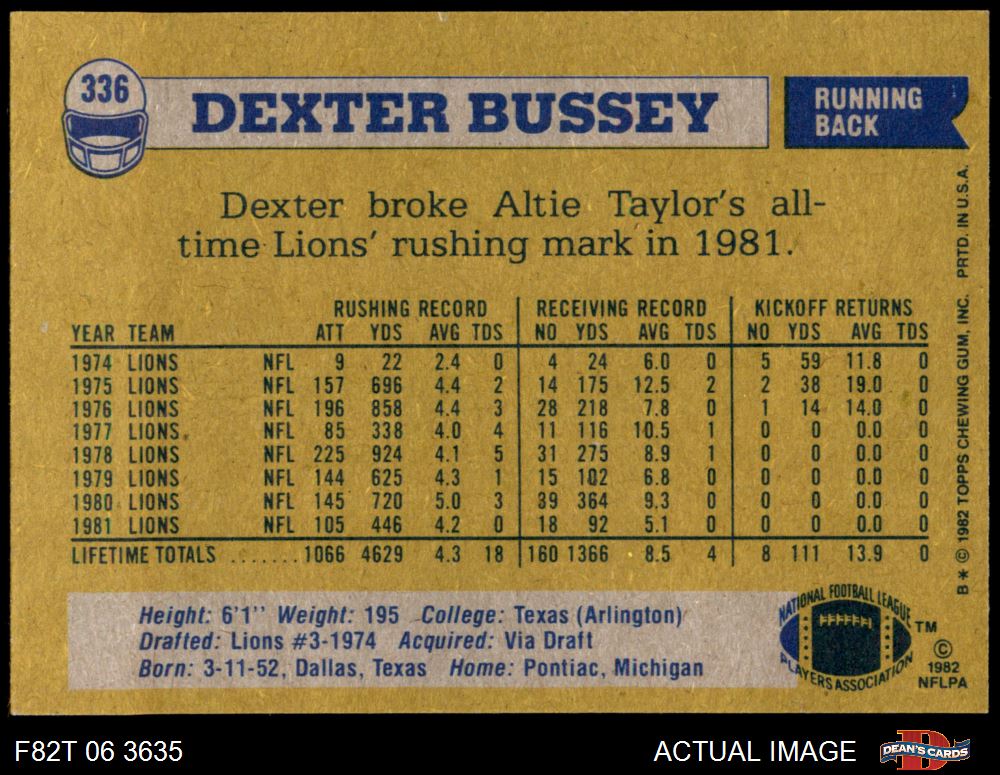 336
DEXTER BUSSEY
RUNNING
BACK
Dexter broke Altie Taylor's all-
time Lions' rushing mark in 1981.
RUSHING RECORD RECEIVING RECORD KICKOFF RETURNS
YEAR TEAM ATT YDS AVG TDS NO YDS AVG TDS NO YDS AVG TDS
1974 LIONS NFL 9 22 2.4 0 4 24 6.0 0 5 59 11.8 0
1975 LIONS NFL 157 696 4.4 2 14 175 12.5 2 2 38 19.0 0
1976 LIONS NFL 196 858 4.4 3 28 218 7.8 0 1 14 14.0 0
1977 LIONS NFL 85 338 4.0 4 11 116 10.5 1 0 0 0.0 0
1978 LIONS NFL 225 924 4.1 5 31 275 8.9 1 0 0 0.0 0
1979 LIONS NFL 144 625 4.3 1 15 102 6.8 0 0 0 0.0 0
1980 LIONS NFL 145 720 5.0 3 39 364 9.3 0 0 0 0.0 0
1981 LIONS NFL 105 446 4.2 0 18 92 5.1 0 0 0 0.0 0
LIFETIME TOTALS ....... 1066 4629 4.3 18 160 1366 8.5 4 8 111 13.9 0
Height: 6'1'' Weight: 195 College: Texas (Arlington)
Drafted: Lions #3-1974 Acquired: Via Draft
Born: 3-11-52, Dallas, Texas Home: Pontiac, Michigan
NATIONAL FOOTBALL LEAGUE
PLAYERS ASSOCIATION
TM
©
1982
NFLPA
B * © 1982 TOPPS CHEWING GUM, INC. PRTD. IN U.S.A.
F82T 06 3635
ACTUAL IMAGE
D
DEAN'S CARDS